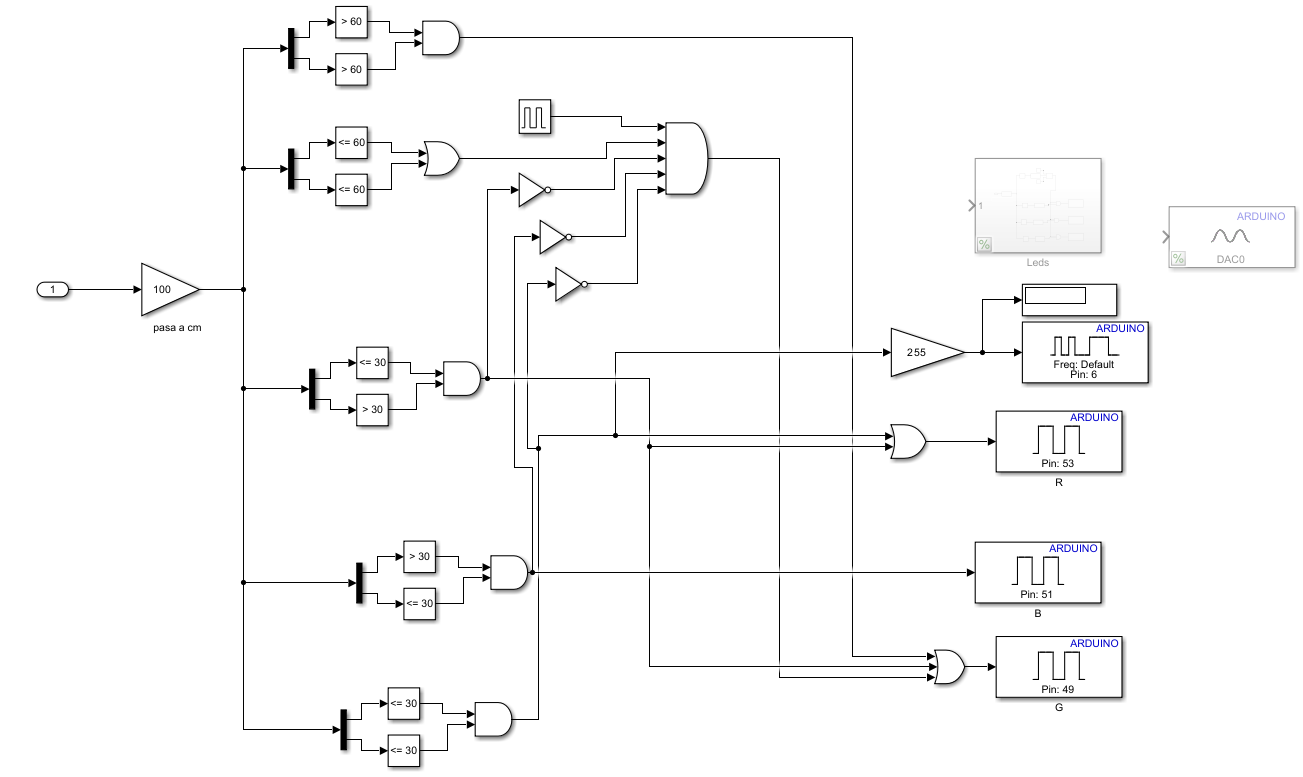 > 60
> 60
<= 60
<= 60
1
100
pasa a cm
<= 30
> 30
> 30
<= 30
<= 30
<= 30
1
%
Leds
ARDUINO
%
DAC0
255
ARDUINO
Freq: Default
Pin: 6
ARDUINO
Pin: 53
R
ARDUINO
Pin: 51
B
ARDUINO
Pin: 49
G